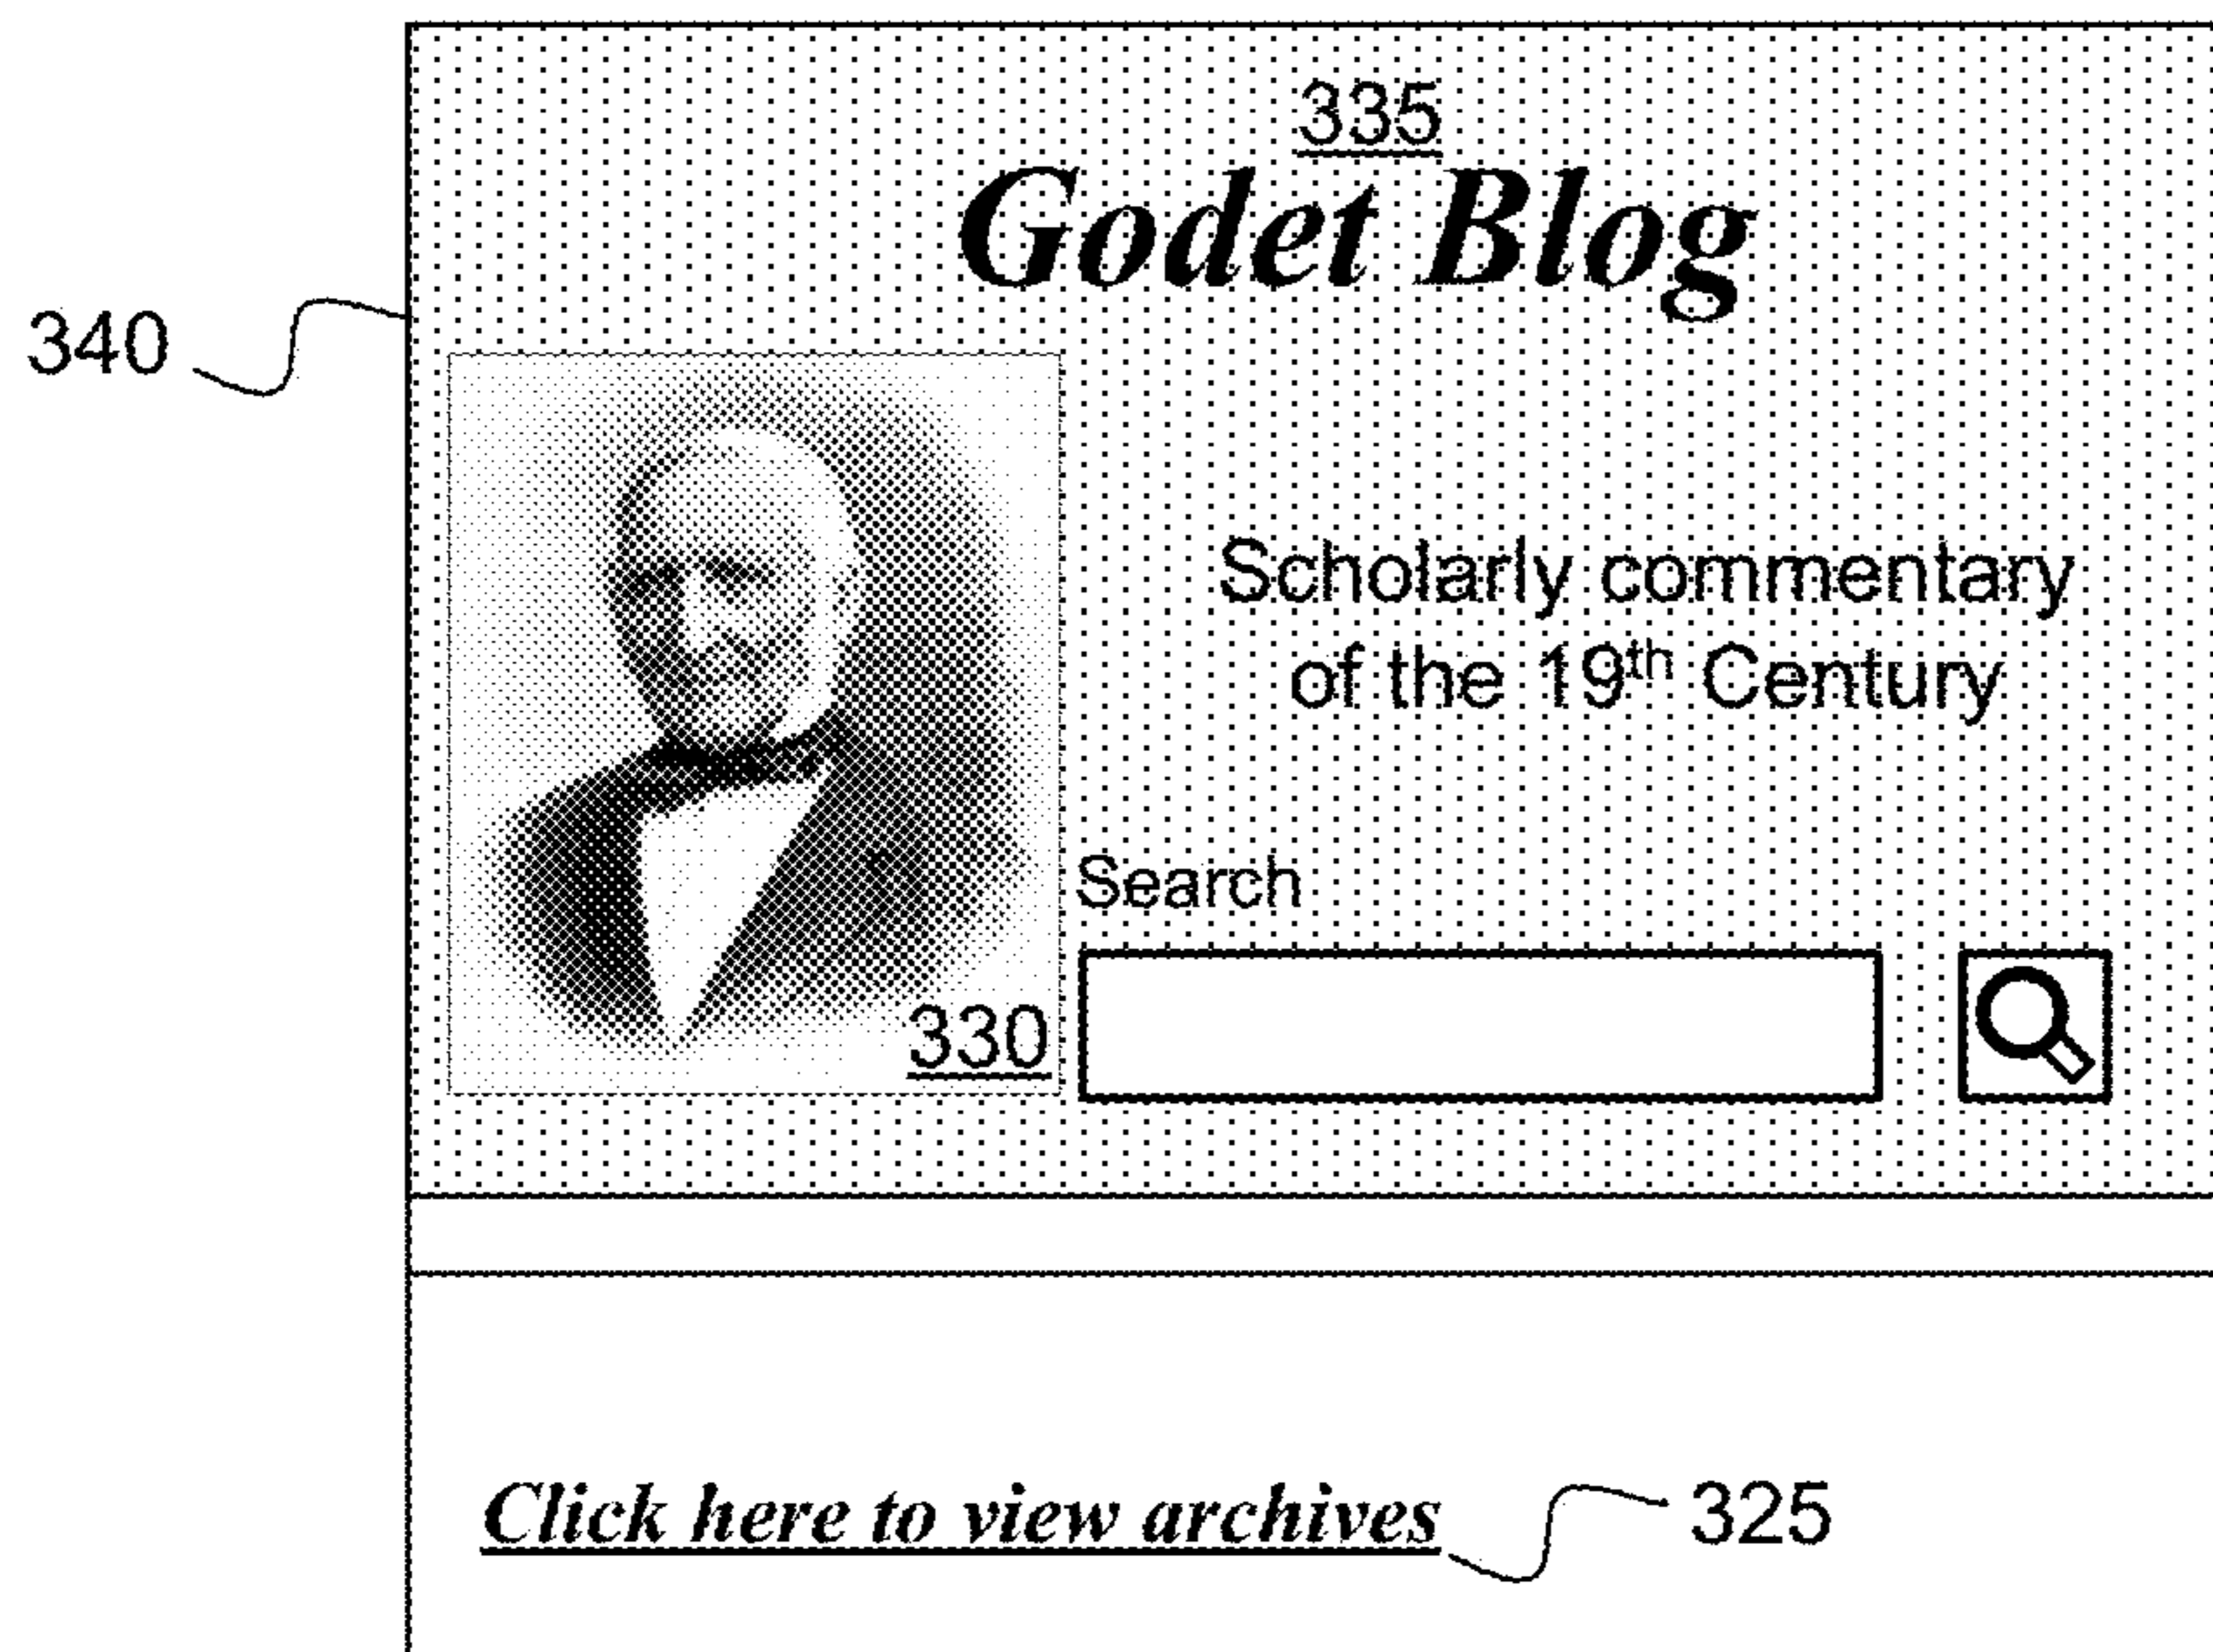 335
Godet Blog
340
Scholarly commentary
of the 19th Century
Search
330
Click here to view archives
325